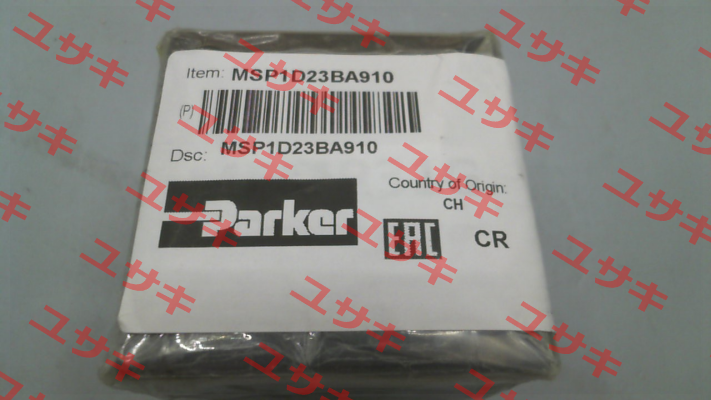 Item: MSP1D23BA910
(P)
Dsc: MSP1D23BA910
Parker
Country of Origin:
CH
EAC
CR
ユサキ